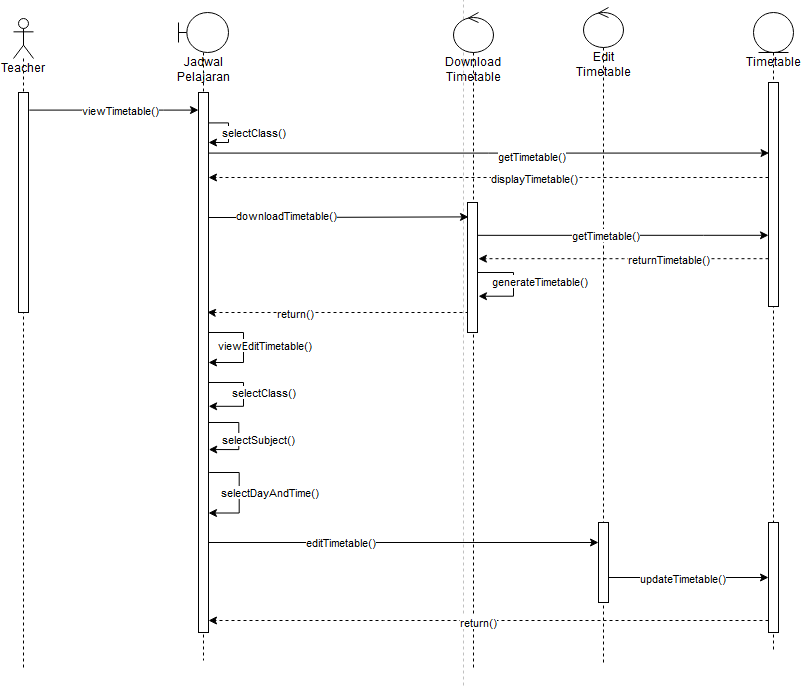 Teacher
Jadwal
Pelajaran
Download
Timetable
Edit
Timetable
Timetable
viewTimetable()
selectClass()
getTimetable()
displayTimetable()
downloadTimetable()
getTimetable()
returnTimetable()
generateTimetable()
return()
viewEditTimetable()
selectClass()
selectSubject()
selectDayAndTime()
editTimetable()
updateTimetable()
return()